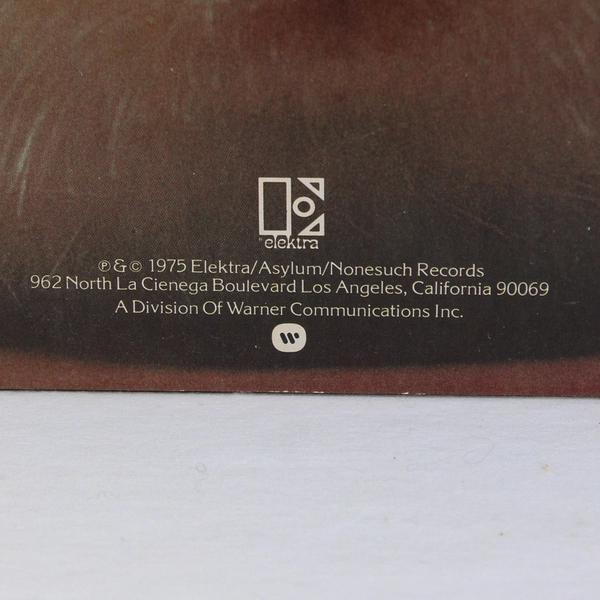 elektra
℗ & © 1975 Elektra/Asylum/Nonesuch Records
962 North La Cienega Boulevard Los Angeles, California 90069
A Division Of Warner Communications Inc.